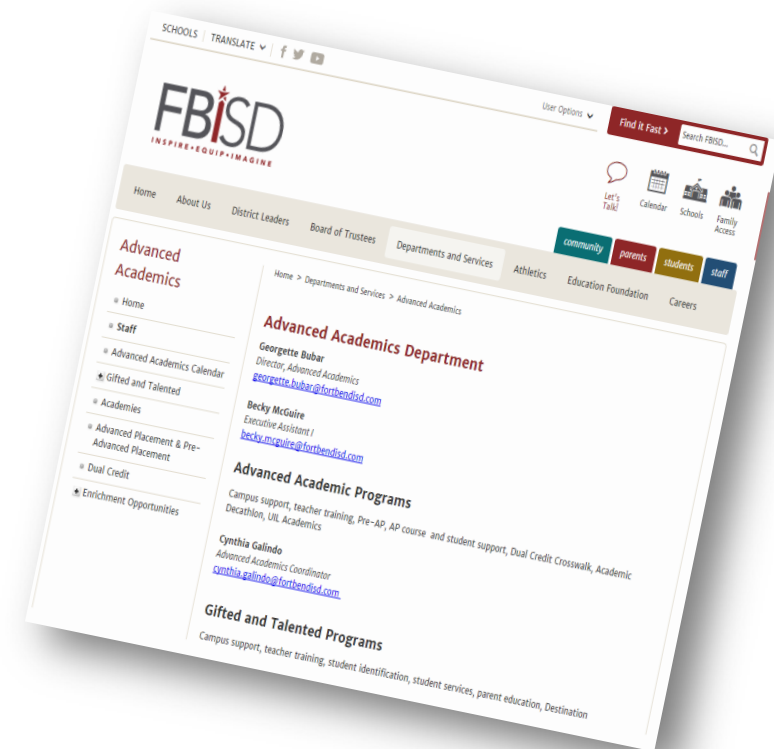 SCHOOLS TRANSLATE
User Options
Find it Fast >
Search FBISD...
FBiSD
INSPIRE•EQUIP•IMAGINE
Let's
Talk!
Calendar
Schools
Family
Access
community
parents
students
staff
Home
About Us
District Leaders
Board of Trustees
Departments and Services
Athletics
Education Foundation
Careers
Advanced
Academics
Home
Staff
Advanced Academics Calendar
Gifted and Talented
Academies
Advanced Placement & Pre-
Advanced Placement
Dual Credit
Enrichment Opportunities
Home > Departments and Services > Advanced Academics
Advanced Academics Department
Georgette Bubar
Director, Advanced Academics
georgette.bubar@fortbendisd.com
Becky McGuire
Executive Assistant I
becky.mcguire@fortbendisd.com
Advanced Academic Programs
Campus support, teacher training, Pre-AP, AP course and student support, Dual Credit Crosswalk, Academic
Decathlon, UIL Academics
Cynthia Galindo
Advanced Academics Coordinator
cynthia.galindo@fortbendisd.com
Gifted and Talented Programs
Campus support, teacher training, student identification, student services, parent education, Destination